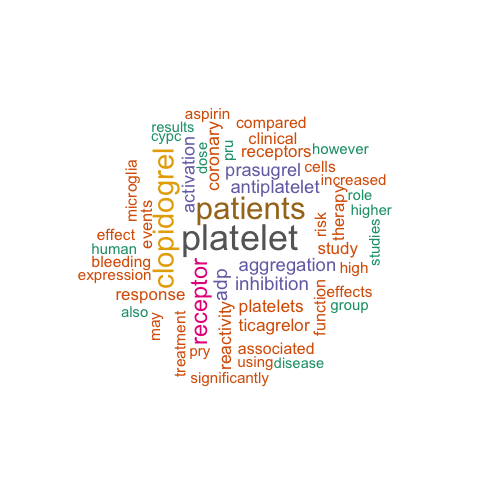 aspirin
results
compared
cypc
clinical
however
coronary
dose
pru
activation
receptors
prasugrel
cells
increased
antiplatelet
microglia
clopidogrel
patients
role
therapy
higher
events
risk
effect
platelet
human
study
studies
bleeding
aggregation
high
expression
receptor
adp
inhibition
response
effects
platelets
function
group
also
may
reactivity
ticagrelor
treatment
pry
associated
using
disease
significantly